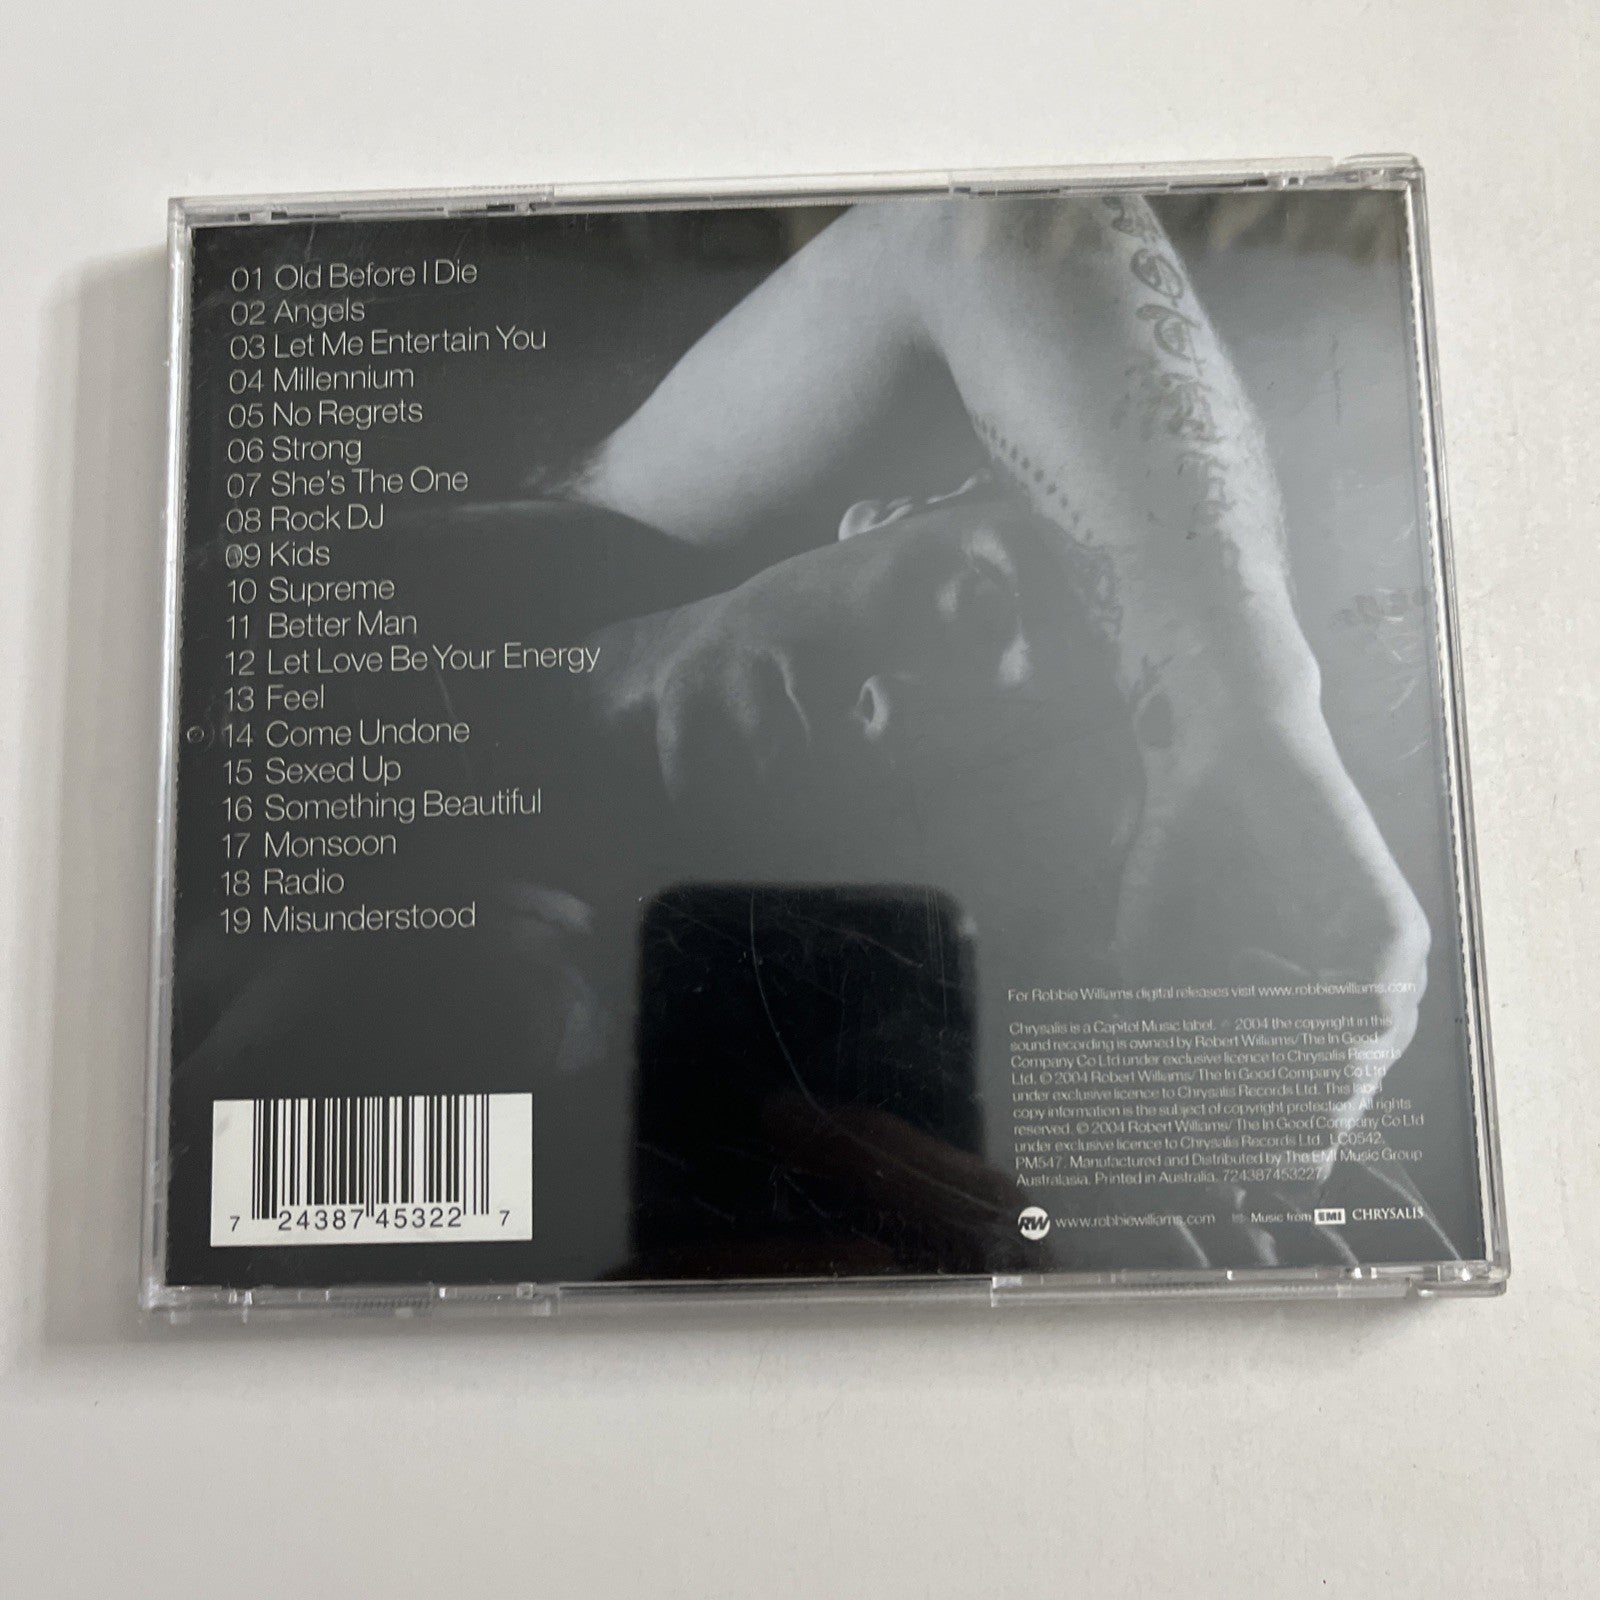 01 Old Before I Die
02 Angels
03 Let Me Entertain You
04 Millennium
05 No Regrets
06 Strong
07 She's The One
08 Rock DJ
09 Kids
10 Supreme
11 Better Man
12 Let Love Be Your Energy
13 Feel
14 Come Undone
15 Sexed Up
16 Something Beautiful
17 Monsoon
18 Radio
19 Misunderstood
For Robbie Williams digital releases visit www.robbiewilliams.com
Chrysalis is a Capitol Music label. ℗ 2004 the copyright in this
sound recording is owned by Robert Williams/The In Good
Company Co Ltd under exclusive licence to Chrysalis Records
Ltd. © 2004 Robert Williams/The In Good Company Co Ltd
under exclusive licence to Chrysalis Records Ltd. This label
copy information is the subject of copyright protection. All rights
reserved. © 2004 Robert Williams/ The In Good Company Co Ltd
under exclusive licence to Chrysalis Records Ltd. LC0542.
PM547. Manufactured and Distributed by The EMI Music Group
Australasia. Printed in Australia. 724387453227.
RW www.robbiewilliams.com Music from EMI CHRYSALIS
7 24387 45322 7